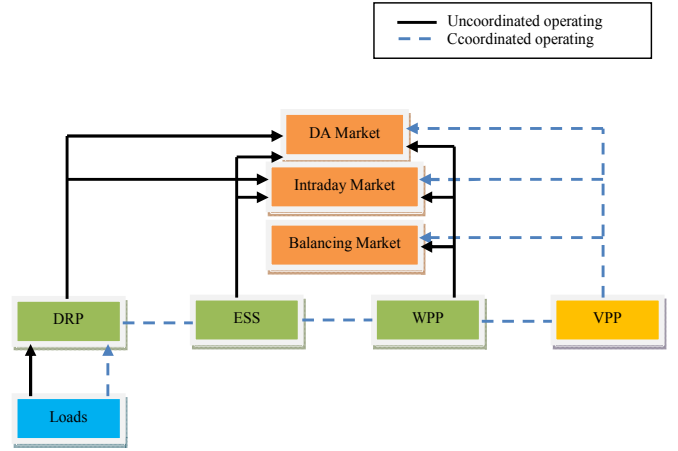 Uncoordinated operating
Ccoordinated operating
DA Market
Intraday Market
Balancing Market
DRP
ESS
WPP
VPP
Loads